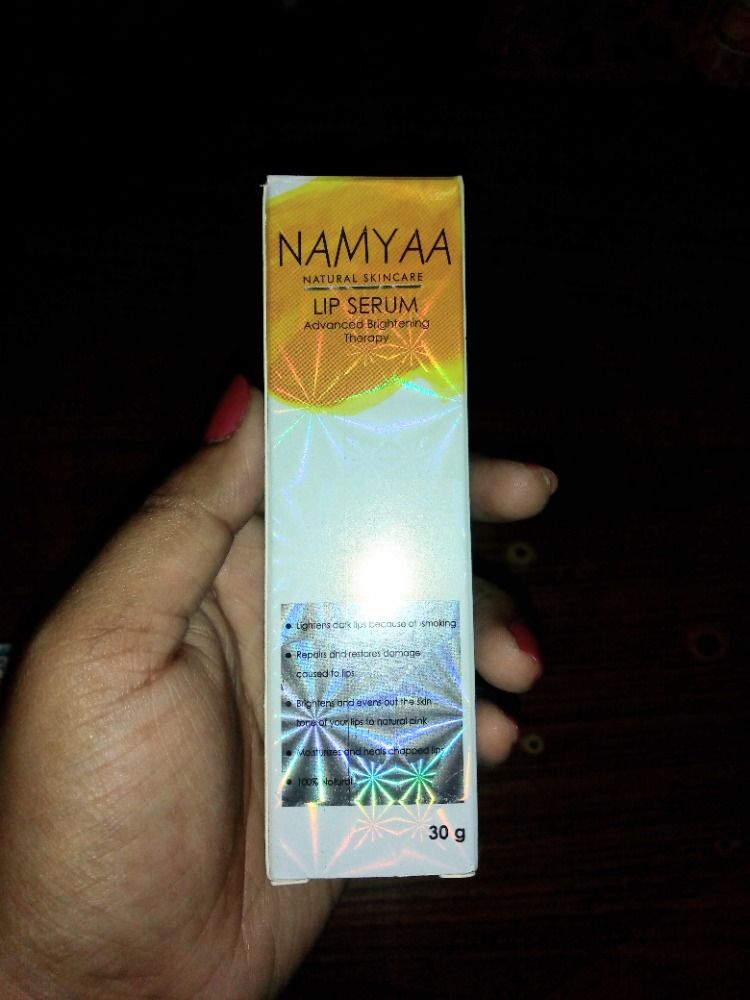 NAMYAA
NATURAL SKINCARE
LIP SERUM
Advanced Brightening
Therapy
● Lightens dark lips because of smoking
● Repairs and restores damage
caused to lips
● Brightens and evens out the skin
tone of your lips to natural pink
● Moisturizes and heals chapped lips
● 100% Natural
30 g